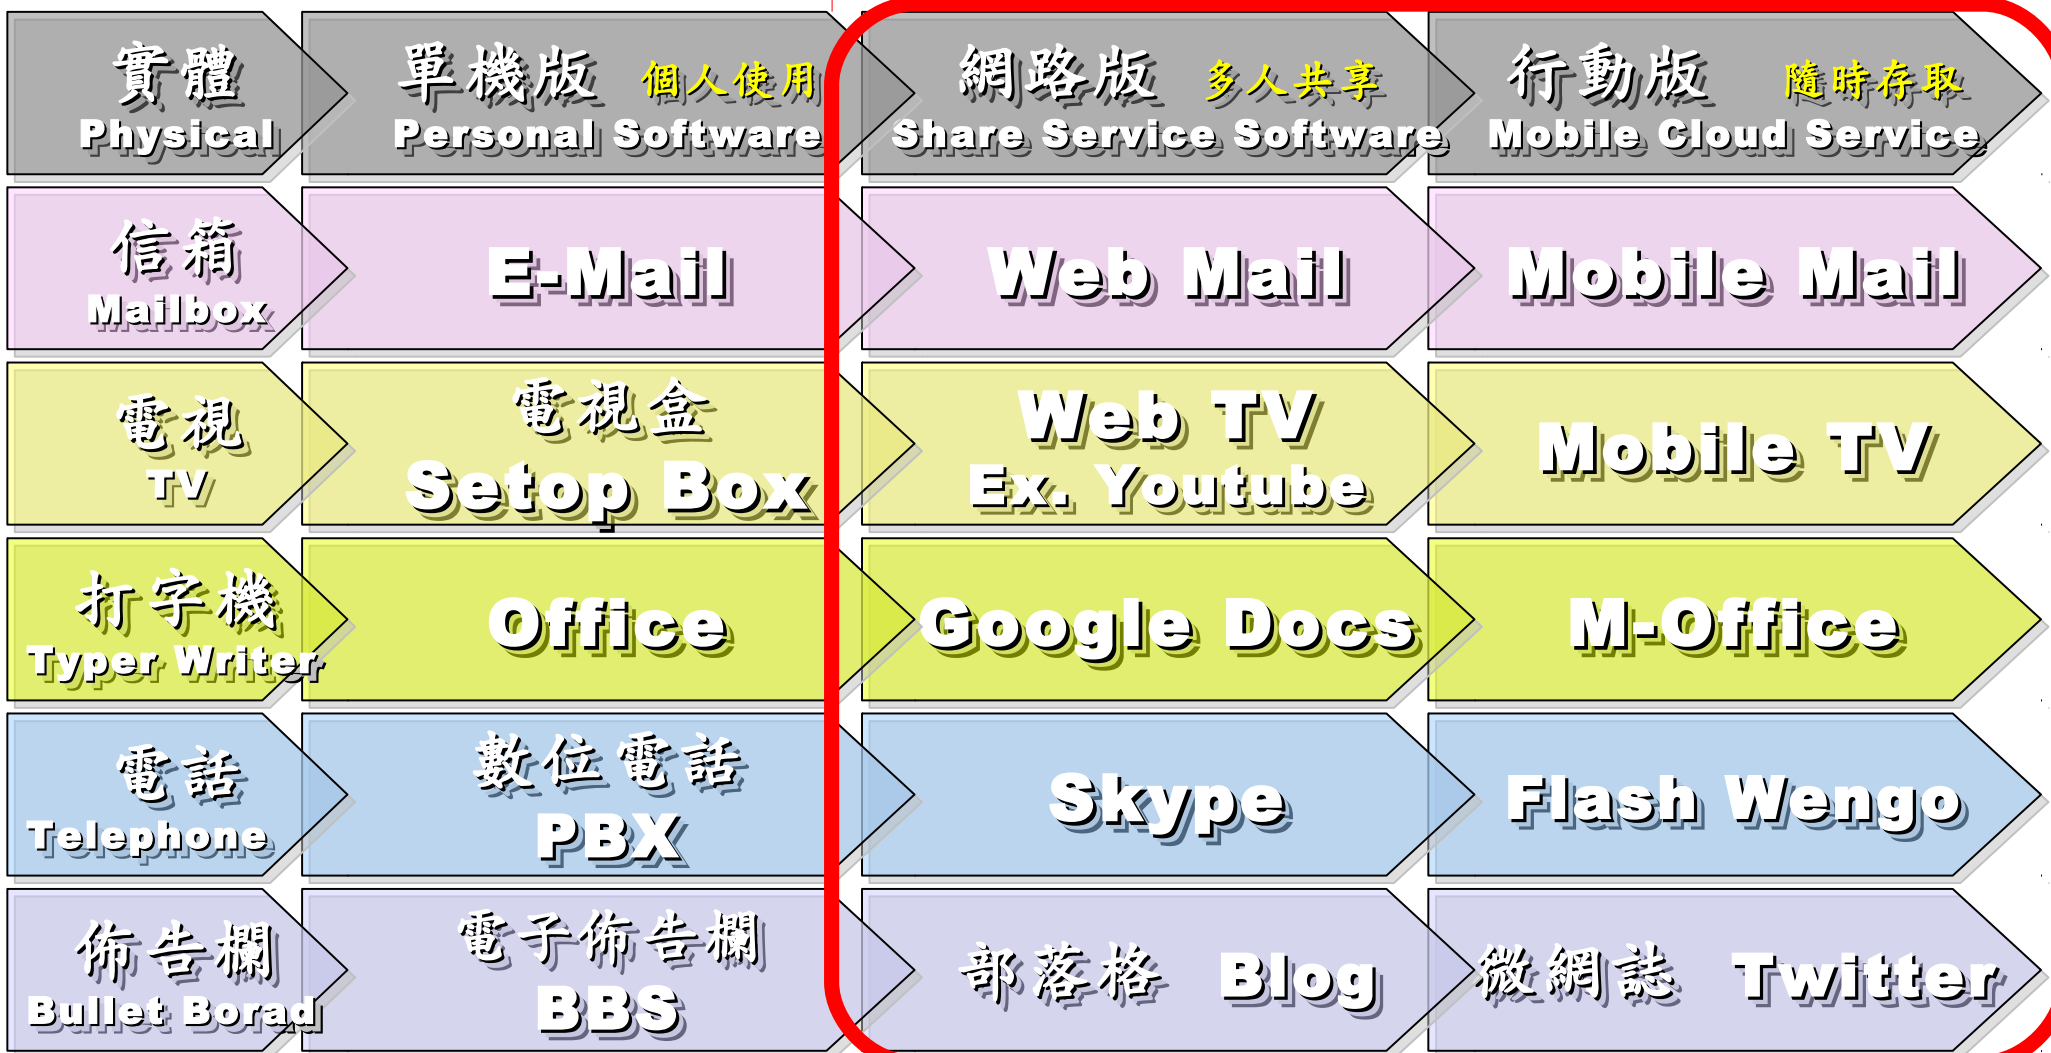 實體
Physical
單機版 個人使用
Personal Software
網路版 多人共享
Share Service Software
行動版 隨時存取
Mobile Cloud Service
信箱
Mailbox
E-Mail
Web Mail
Mobile Mail
電視
TV
電視盒
Setop Box
Web TV
Ex. Youtube
Mobile TV
打字機
Typer Writer
Office
Google Docs
M-Office
電話
Telephone
數位電話
PBX
Skype
Flash Wengo
佈告欄
Bullet Borad
電子佈告欄
BBS
部落格 Blog
微網誌 Twitter